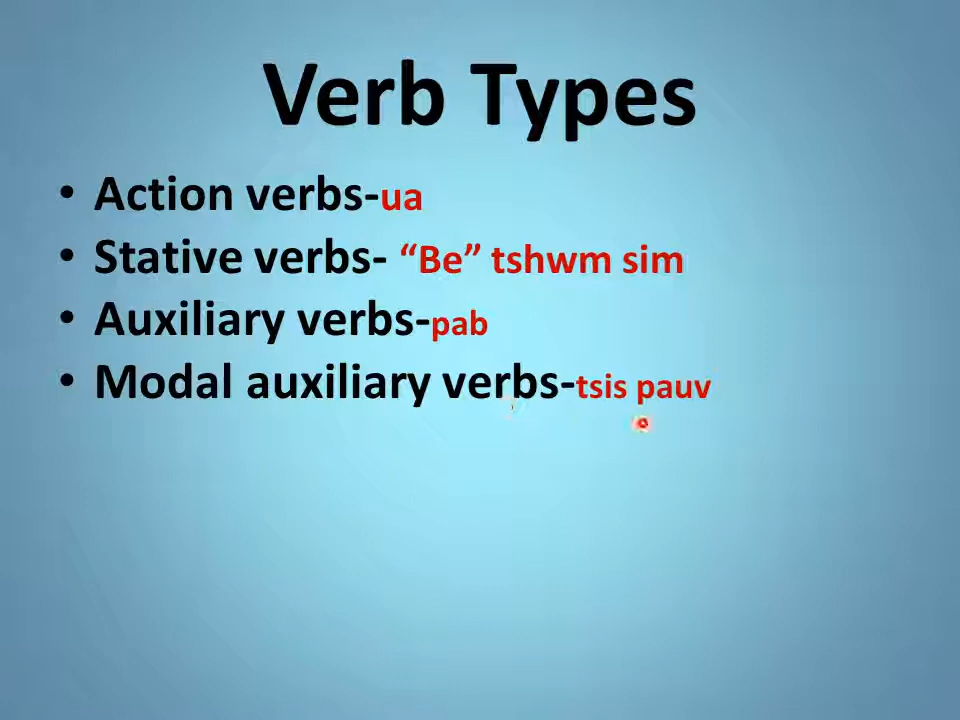 Verb Types
• Action verbs-ua
• Stative verbs- “Be” tshwm sim
• Auxiliary verbs-pab
• Modal auxiliary verbs-tsis pauv